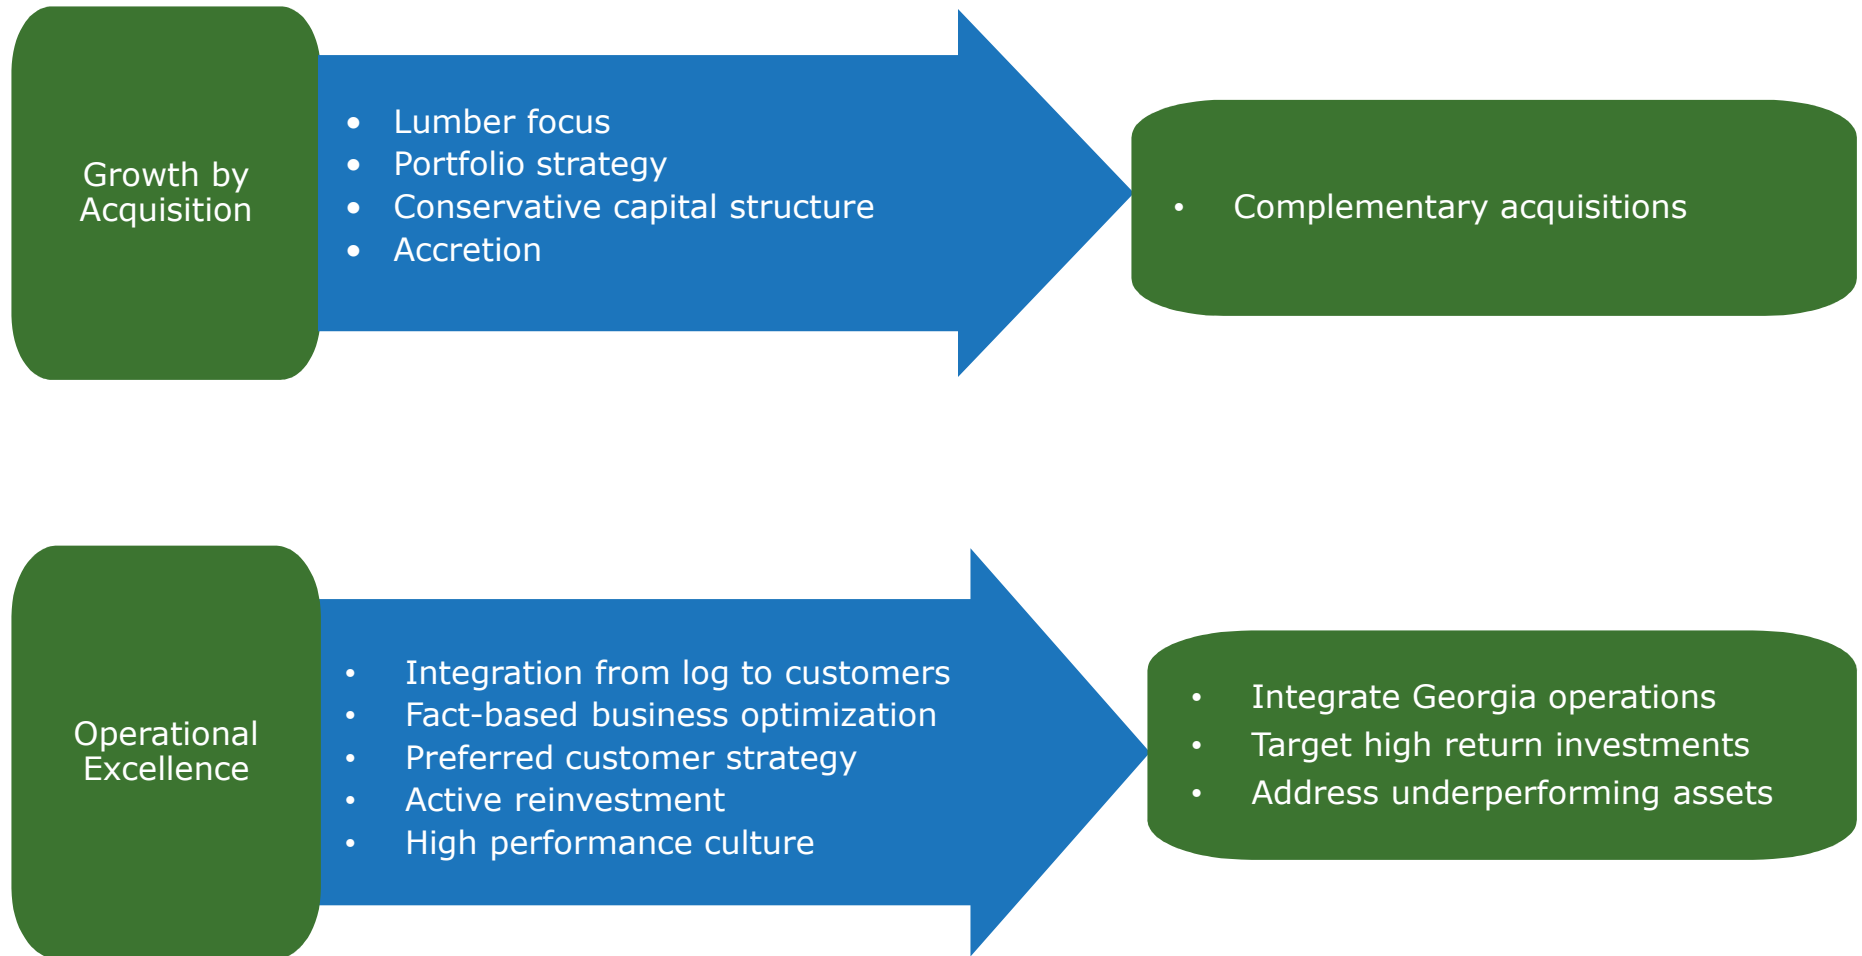 Growth by
Acquisition
• Lumber focus
• Portfolio strategy
• Conservative capital structure
• Accretion
• Complementary acquisitions
Operational
Excellence
• Integration from log to customers
• Fact-based business optimization
• Preferred customer strategy
• Active reinvestment
• High performance culture
• Integrate Georgia operations
• Target high return investments
• Address underperforming assets